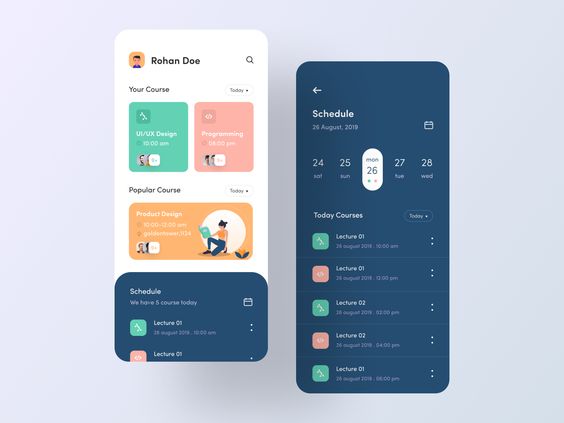 Rohan Doe
Your Course
Today
UI/UX Design
10:00 am
Programming
08:00 pm
Popular Course
Today
Product Design
10:00-12:00 am
goldentower,1124
Schedule
We have 5 course today
Lecture 01
26 august 2019 . 10:00 am
Lecture 01
Schedule
26 August, 2019
24
sat
25
sun
mon
26
27
tue
28
wed
Today Courses
Today
Lecture 01
26 august 2019 . 10:00 am
Lecture 01
26 august 2019 . 12:00 pm
Lecture 02
26 august 2019 . 02:00 pm
Lecture 02
26 august 2019 . 04:00 pm
Lecture 01
26 august 2019 . 06:00 pm